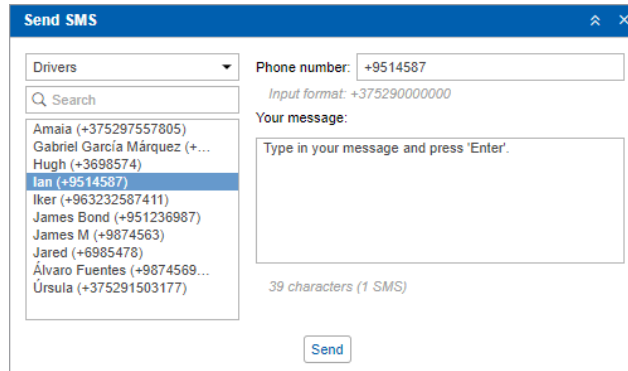 Send SMS
Drivers
Search
Amaia (+375297557805)
Gabriel García Márquez (+...
Hugh (+3698574)
Ian (+9514587)
Iker (+963232587411)
James Bond (+951236987)
James M (+9874563)
Jared (+6985478)
Álvaro Fuentes (+9874569...
Úrsula (+375291503177)
Phone number: +9514587
Input format: +375290000000
Your message:
Type in your message and press 'Enter'.
39 characters (1 SMS)
Send